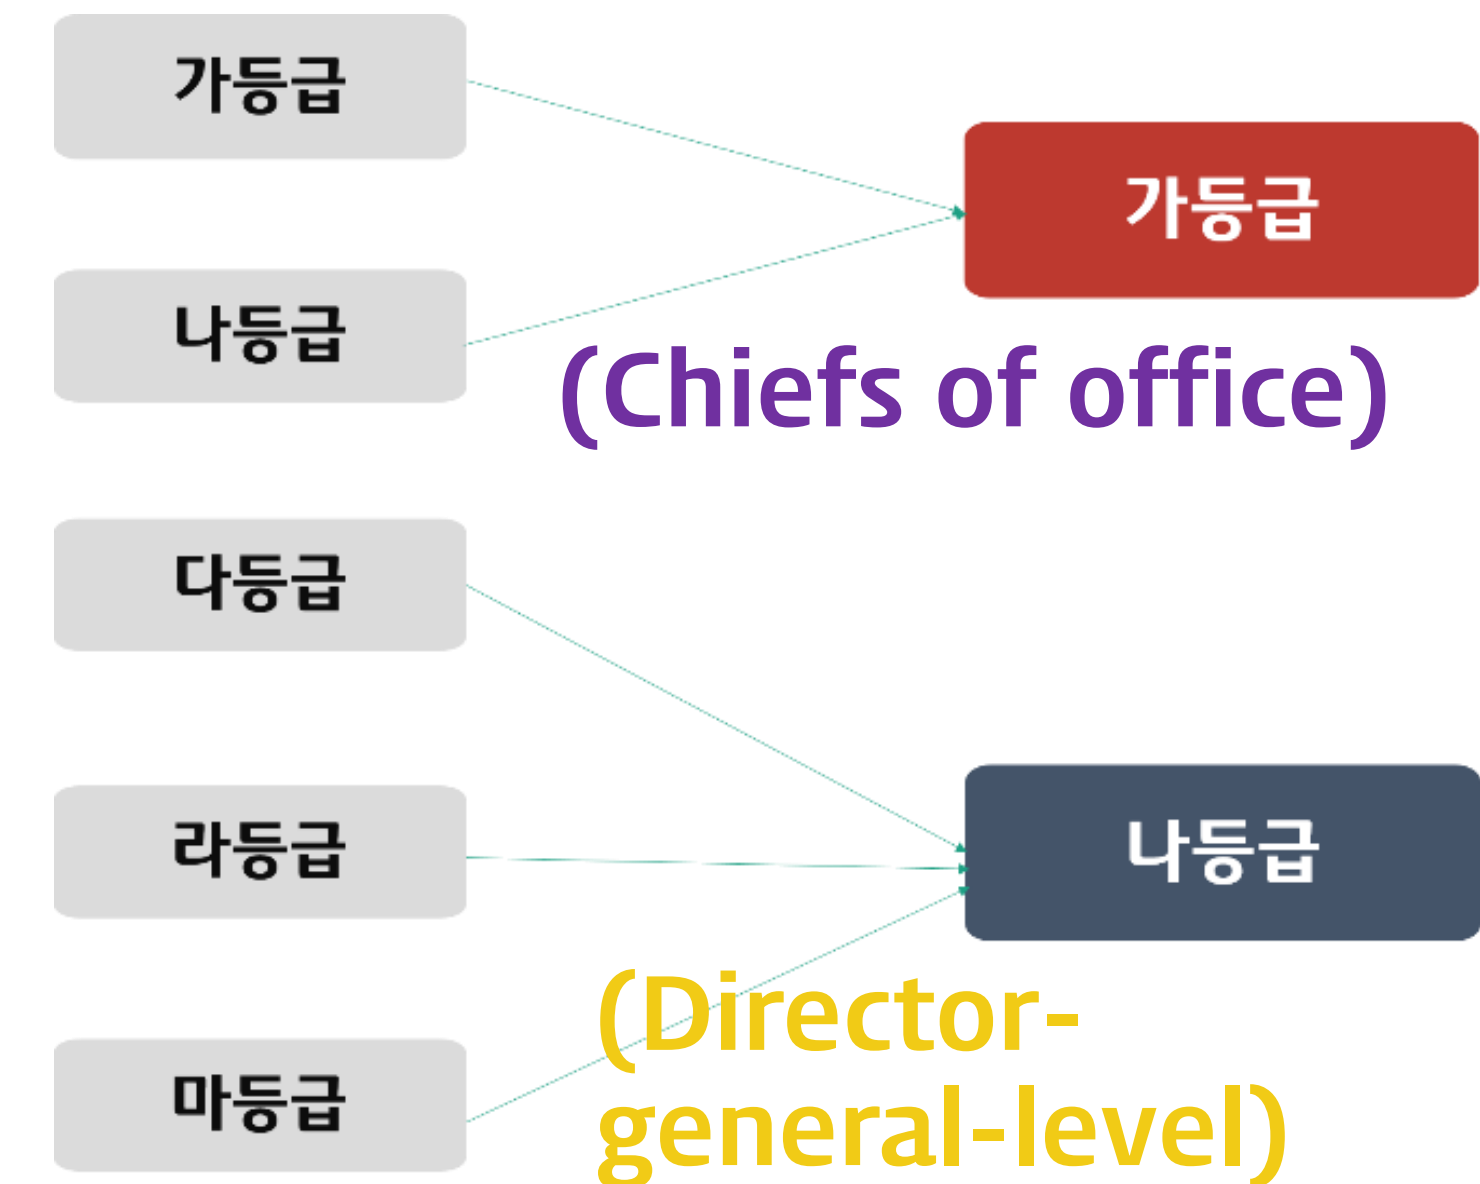 가등급
나등급
가등급
(Chiefs of office)
다등급
라등급
마등급
나등급
(Director-
general-level)